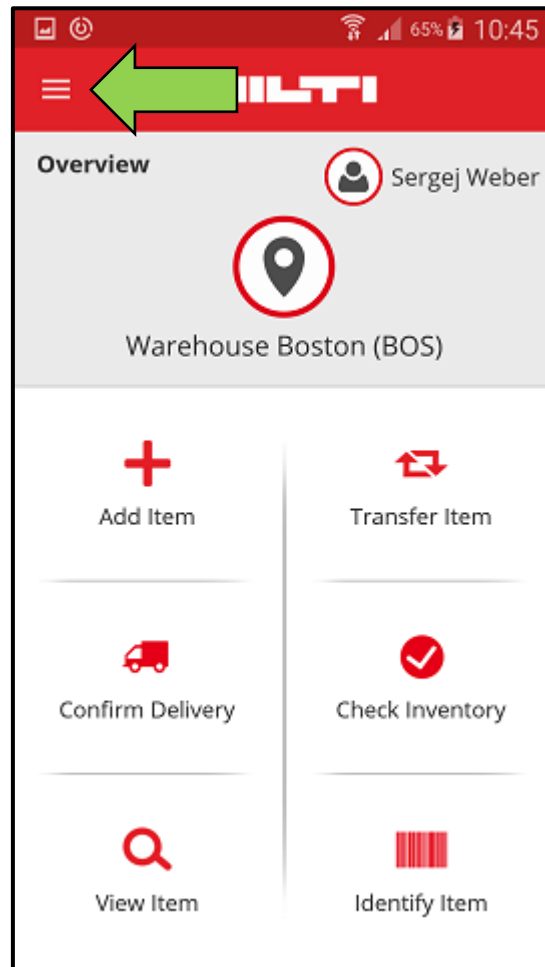 65% 10:45
Overview
Sergej Weber
Warehouse Boston (BOS)
Add Item
Transfer Item
Confirm Delivery
Check Inventory
View Item
Identify Item